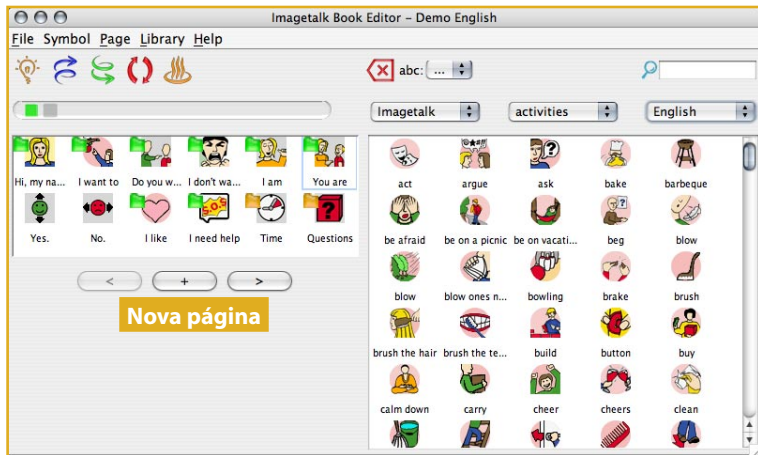 Imagetalk Book Editor – Demo English
File Symbol Page Library Help
abc: ...
Imagetalk activities English
Hi, my na... I want to Do you w... I don't wa... I am You are
S.O.S
Yes. No. I like I need help Time Questions
< + >
Nova página
act argue ask bake barbeque
be afraid be on a picnic be on vacati... beg blow
blow blow ones n... bowling brake brush
brush the hair brush the te... build button buy
calm down carry cheer cheers clean